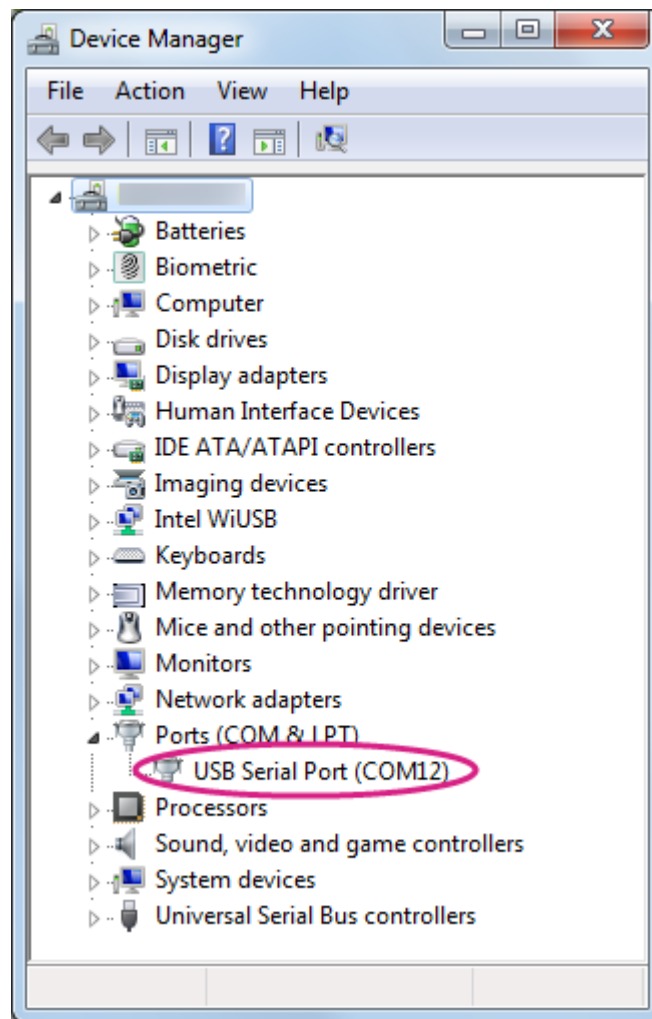 Device Manager
File Action View Help
Batteries
Biometric
Computer
Disk drives
Display adapters
Human Interface Devices
IDE ATA/ATAPI controllers
Imaging devices
Intel WiUSB
Keyboards
Memory technology driver
Mice and other pointing devices
Monitors
Network adapters
Ports (COM & LPT)
USB Serial Port (COM12)
Processors
Sound, video and game controllers
System devices
Universal Serial Bus controllers